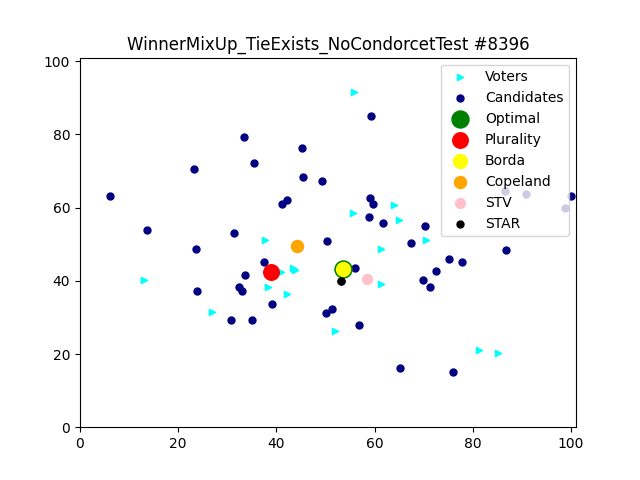 WinnerMixUp_TieExists_NoCondorcetTest #8396
100
80
60
40
20
0
0
20
40
60
80
100
Voters
Candidates
Optimal
Plurality
Borda
Copeland
STV
STAR